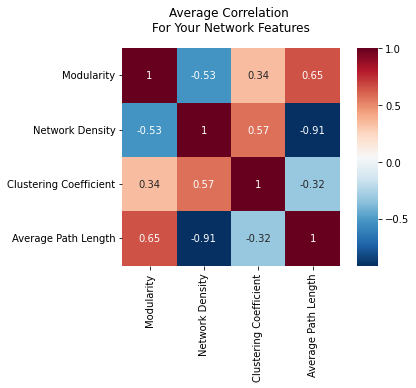 Average Correlation
For Your Network Features
Modularity
Network Density
Clustering Coefficient
Average Path Length
1 -0.53 0.34 0.65
-0.53 1 0.57 -0.91
0.34 0.57 1 -0.32
0.65 -0.91 -0.32 1
Modularity
Network Density
Clustering Coefficient
Average Path Length
1.0
0.5
0.0
−0.5